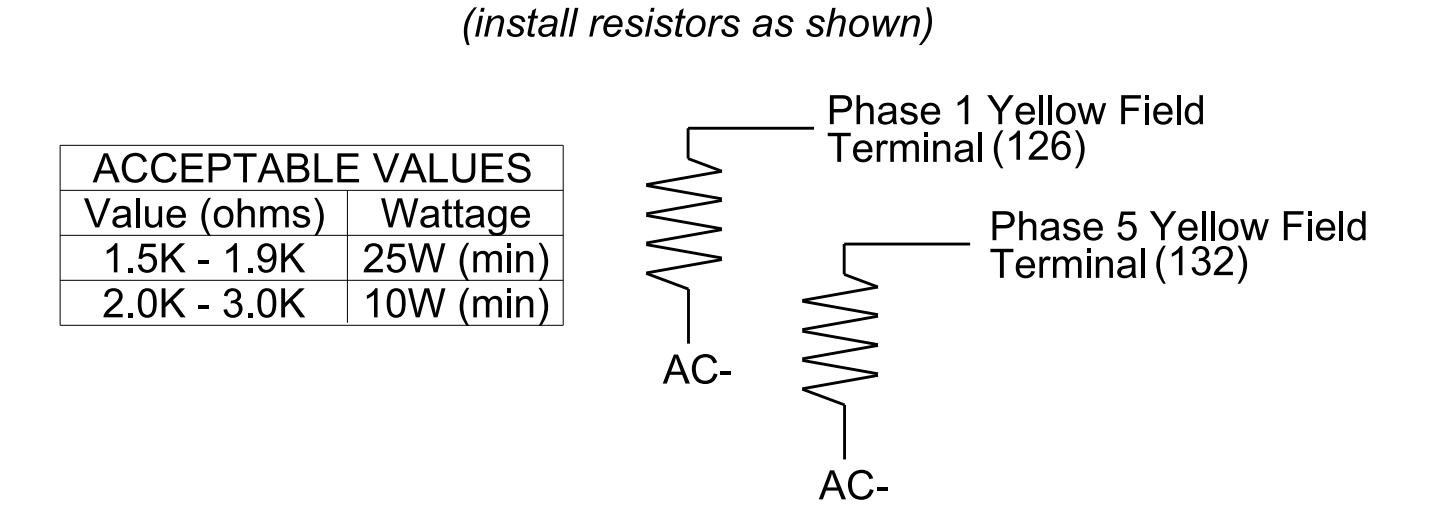 (install resistors as shown)
ACCEPTABLE VALUES
Value (ohms) Wattage
1.5K - 1.9K 25W (min)
2.0K - 3.0K 10W (min)
Phase 1 Yellow Field
Terminal (126)
AC-
Phase 5 Yellow Field
Terminal (132)
AC-